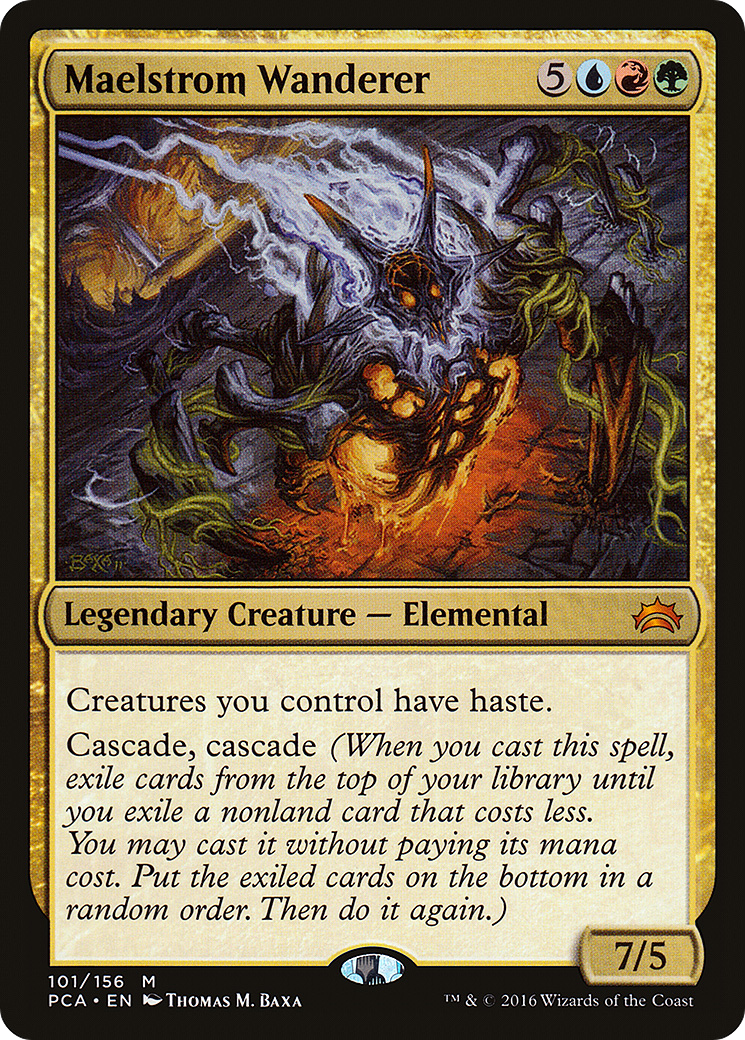 Maelstrom Wanderer 5
Baxa 11
Legendary Creature — Elemental
Creatures you control have haste.
Cascade, cascade (When you cast this spell,
exile cards from the top of your library until
you exile a nonland card that costs less.
You may cast it without paying its mana
cost. Put the exiled cards on the bottom in a
random order. Then do it again.)
7/5
101/156 M
PCA • EN Thomas M. Baxa
™ & © 2016 Wizards of the Coast